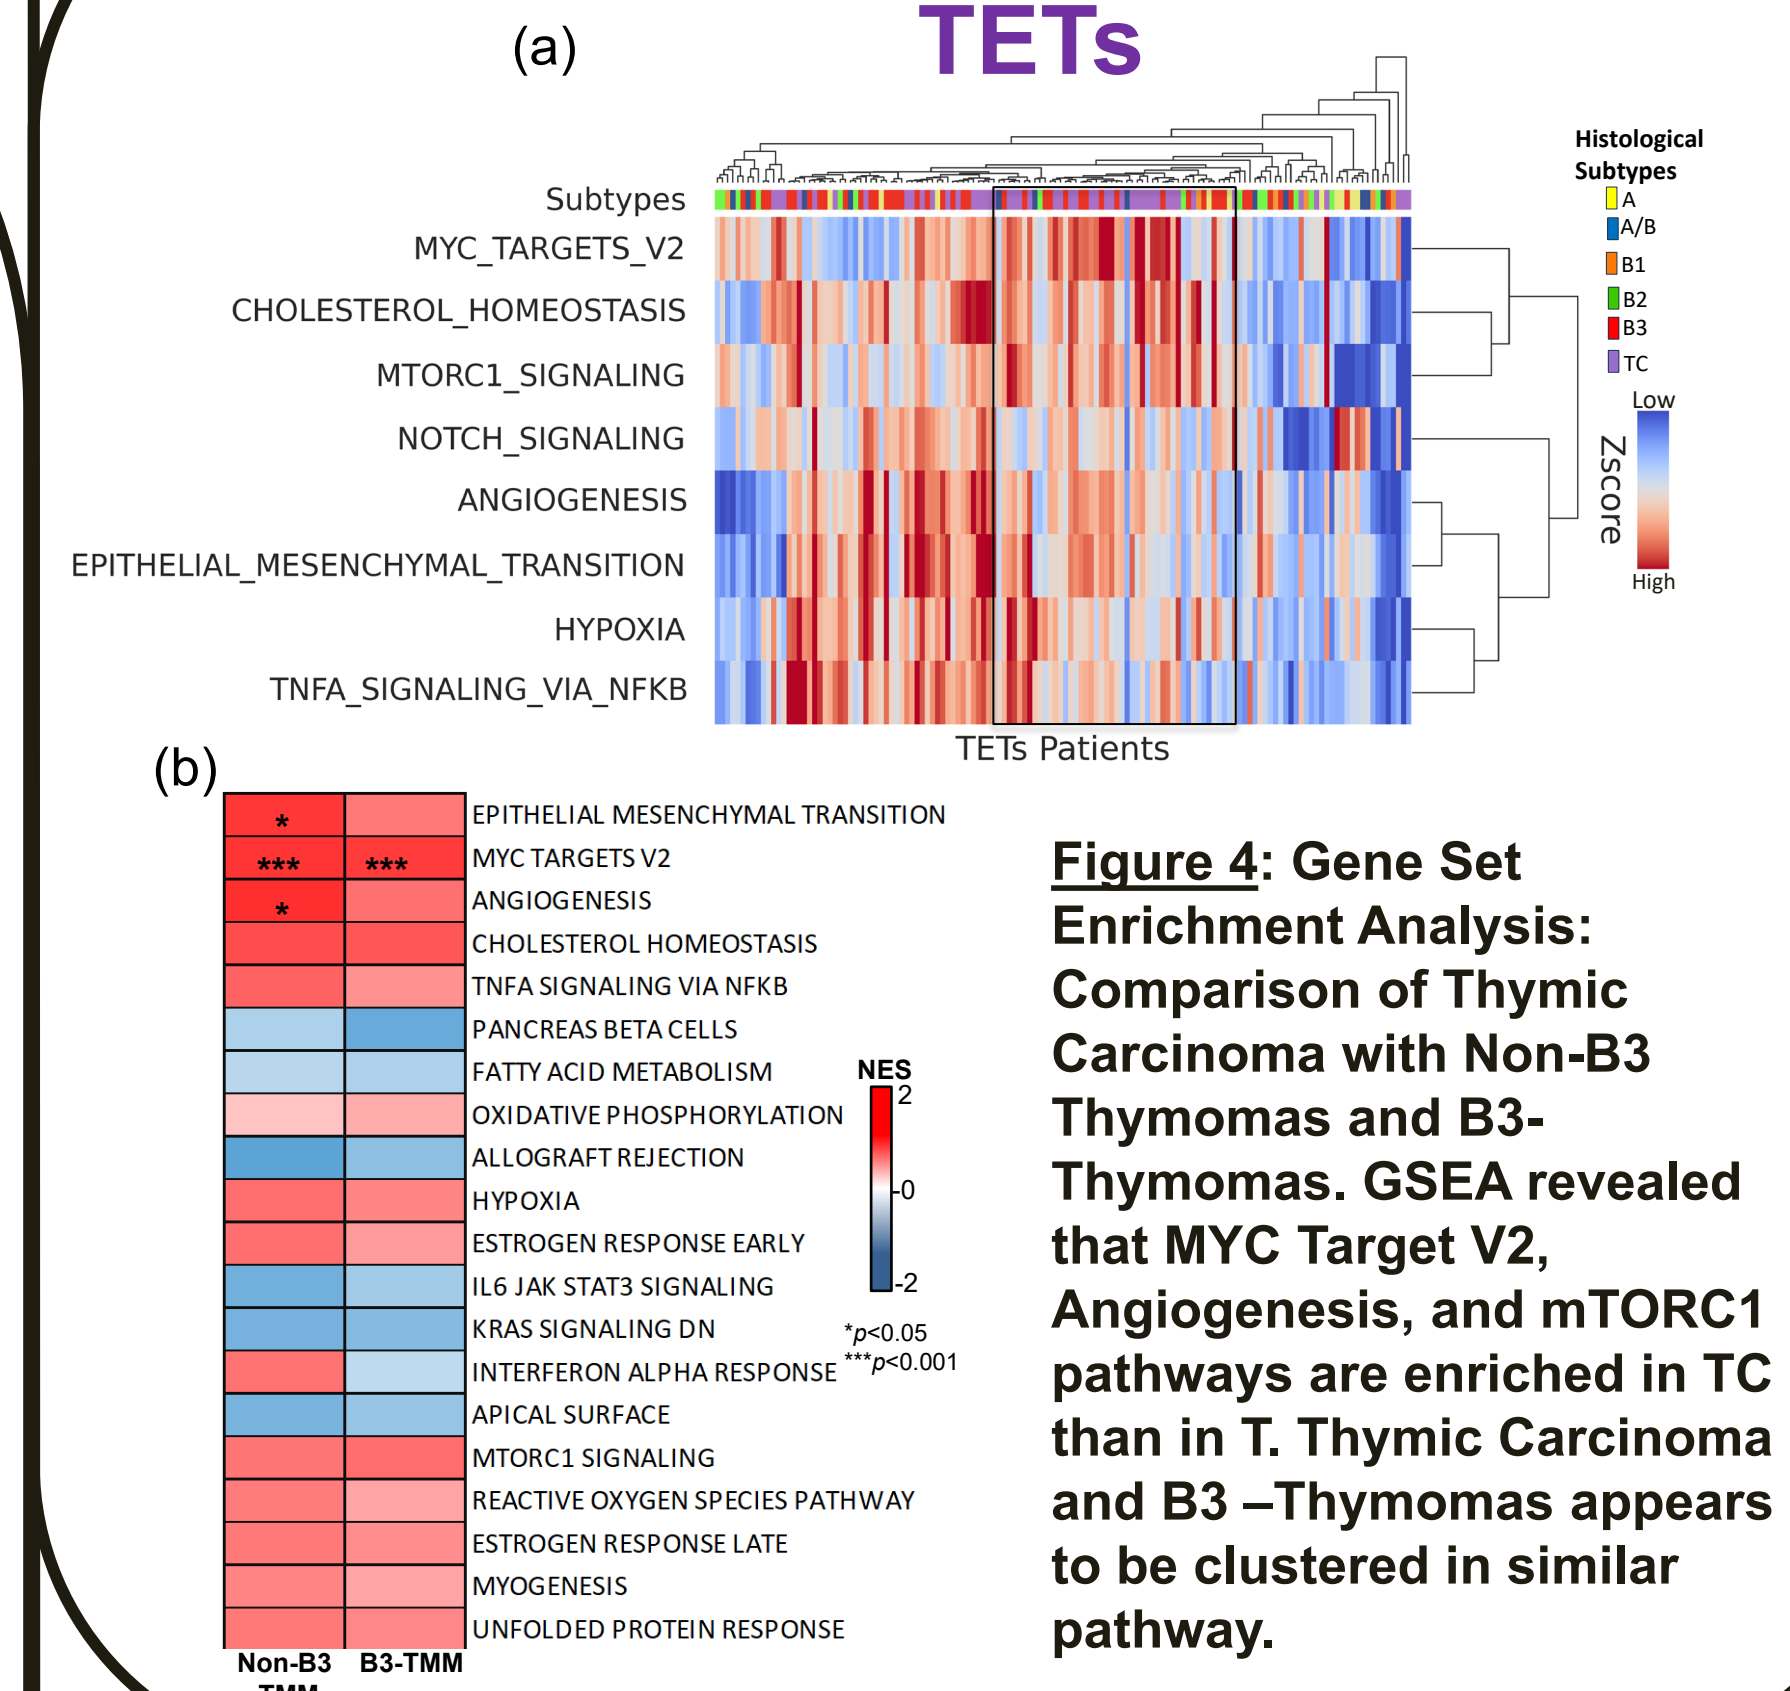 TETs
(a)
Histological
Subtypes
A
A/B
B1
B2
B3
TC
Low
Zscore
High
Subtypes
MYC_TARGETS_V2
CHOLESTEROL_HOMEOSTASIS
MTORC1_SIGNALING
NOTCH_SIGNALING
ANGIOGENESIS
EPITHELIAL_MESENCHYMAL_TRANSITION
HYPOXIA
TNFA_SIGNALING_VIA_NFKB
TETs Patients
(b)
* EPITHELIAL MESENCHYMAL TRANSITION
*** *** MYC TARGETS V2
* ANGIOGENESIS
CHOLESTEROL HOMEOSTASIS
TNFA SIGNALING VIA NFKB
PANCREAS BETA CELLS
FATTY ACID METABOLISM
OXIDATIVE PHOSPHORYLATION
ALLOGRAFT REJECTION
HYPOXIA
ESTROGEN RESPONSE EARLY
IL6 JAK STAT3 SIGNALING
KRAS SIGNALING DN
INTERFERON ALPHA RESPONSE
APICAL SURFACE
MTORC1 SIGNALING
REACTIVE OXYGEN SPECIES PATHWAY
ESTROGEN RESPONSE LATE
MYOGENESIS
UNFOLDED PROTEIN RESPONSE
Non-B3 B3-TMM
TMM
NES
2
-0
-2
*p<0.05
***p<0.001
Figure 4: Gene Set
Enrichment Analysis:
Comparison of Thymic
Carcinoma with Non-B3
Thymomas and B3-
Thymomas. GSEA revealed
that MYC Target V2,
Angiogenesis, and mTORC1
pathways are enriched in TC
than in T. Thymic Carcinoma
and B3 –Thymomas appears
to be clustered in similar
pathway.